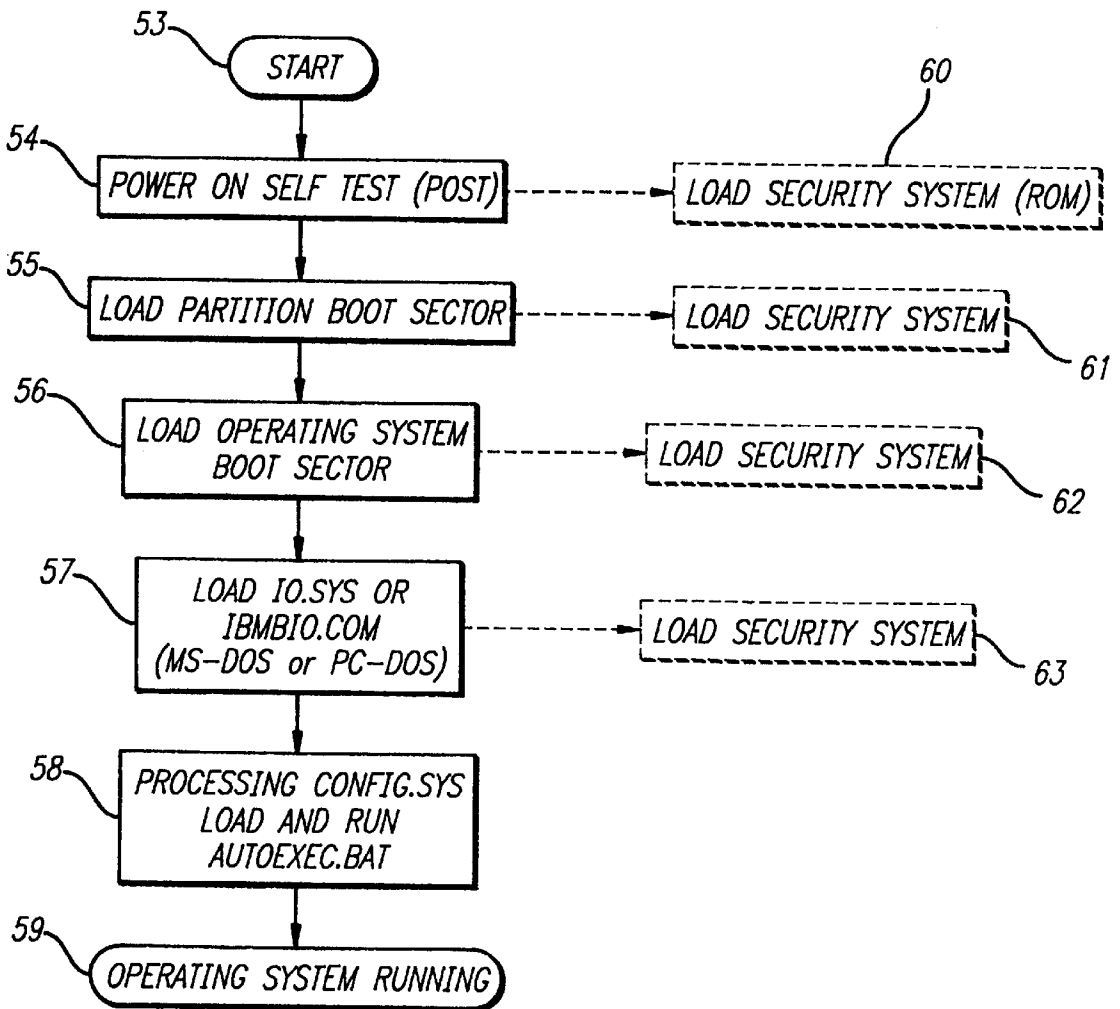 53
START
60
54
POWER ON SELF TEST (POST)
LOAD SECURITY SYSTEM (ROM)
55
LOAD PARTITION BOOT SECTOR
LOAD SECURITY SYSTEM
61
56
LOAD OPERATING SYSTEM
BOOT SECTOR
LOAD SECURITY SYSTEM
62
57
LOAD IO.SYS OR
IBMBIO.COM
(MS-DOS or PC-DOS)
LOAD SECURITY SYSTEM
63
58
PROCESSING CONFIG.SYS
LOAD AND RUN
AUTOEXEC.BAT
59
OPERATING SYSTEM RUNNING